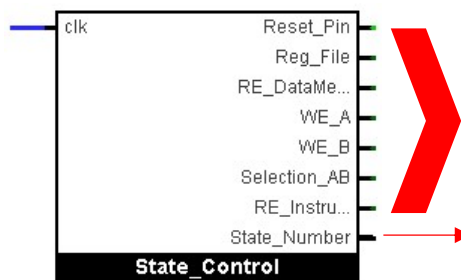 clk Reset_Pin
Reg_File
RE_DataMe...
WE_A
WE_B
Selection_AB
RE_Instru...
State_Number
State_Control